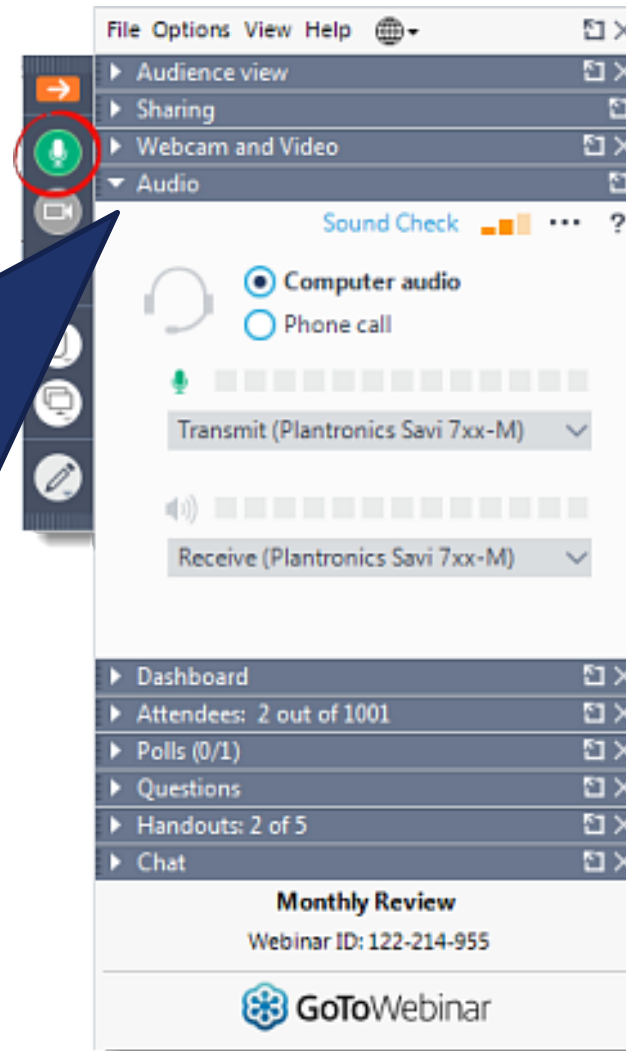 File Options View Help
Audience view
Sharing
Webcam and Video
Audio
Sound Check ... ?
Computer audio
Phone call
Transmit (Plantronics Savi 7xx-M)
Receive (Plantronics Savi 7xx-M)
Dashboard
Attendees: 2 out of 1001
Polls (0/1)
Questions
Handouts: 2 of 5
Chat
Monthly Review
Webinar ID: 122-214-955
GoToWebinar